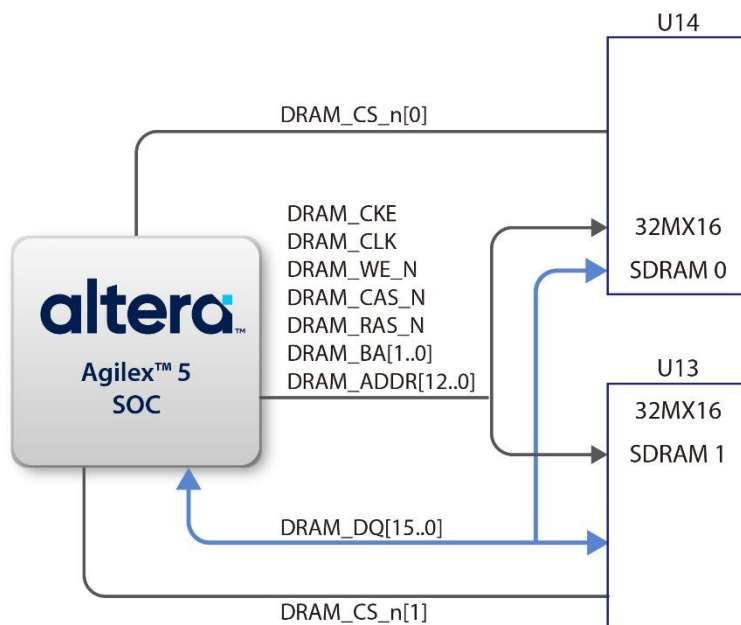 U14
DRAM_CS_n[0]
DRAM_CKE
DRAM_CLK
DRAM_WE_N
DRAM_CAS_N
DRAM_RAS_N
DRAM_BA[1..0]
DRAM_ADDR[12..0]
32MX16
SDRAM 0
altera™
Agilex™ 5
SOC
U13
32MX16
SDRAM 1
DRAM_DQ[15..0]
DRAM_CS_n[1]